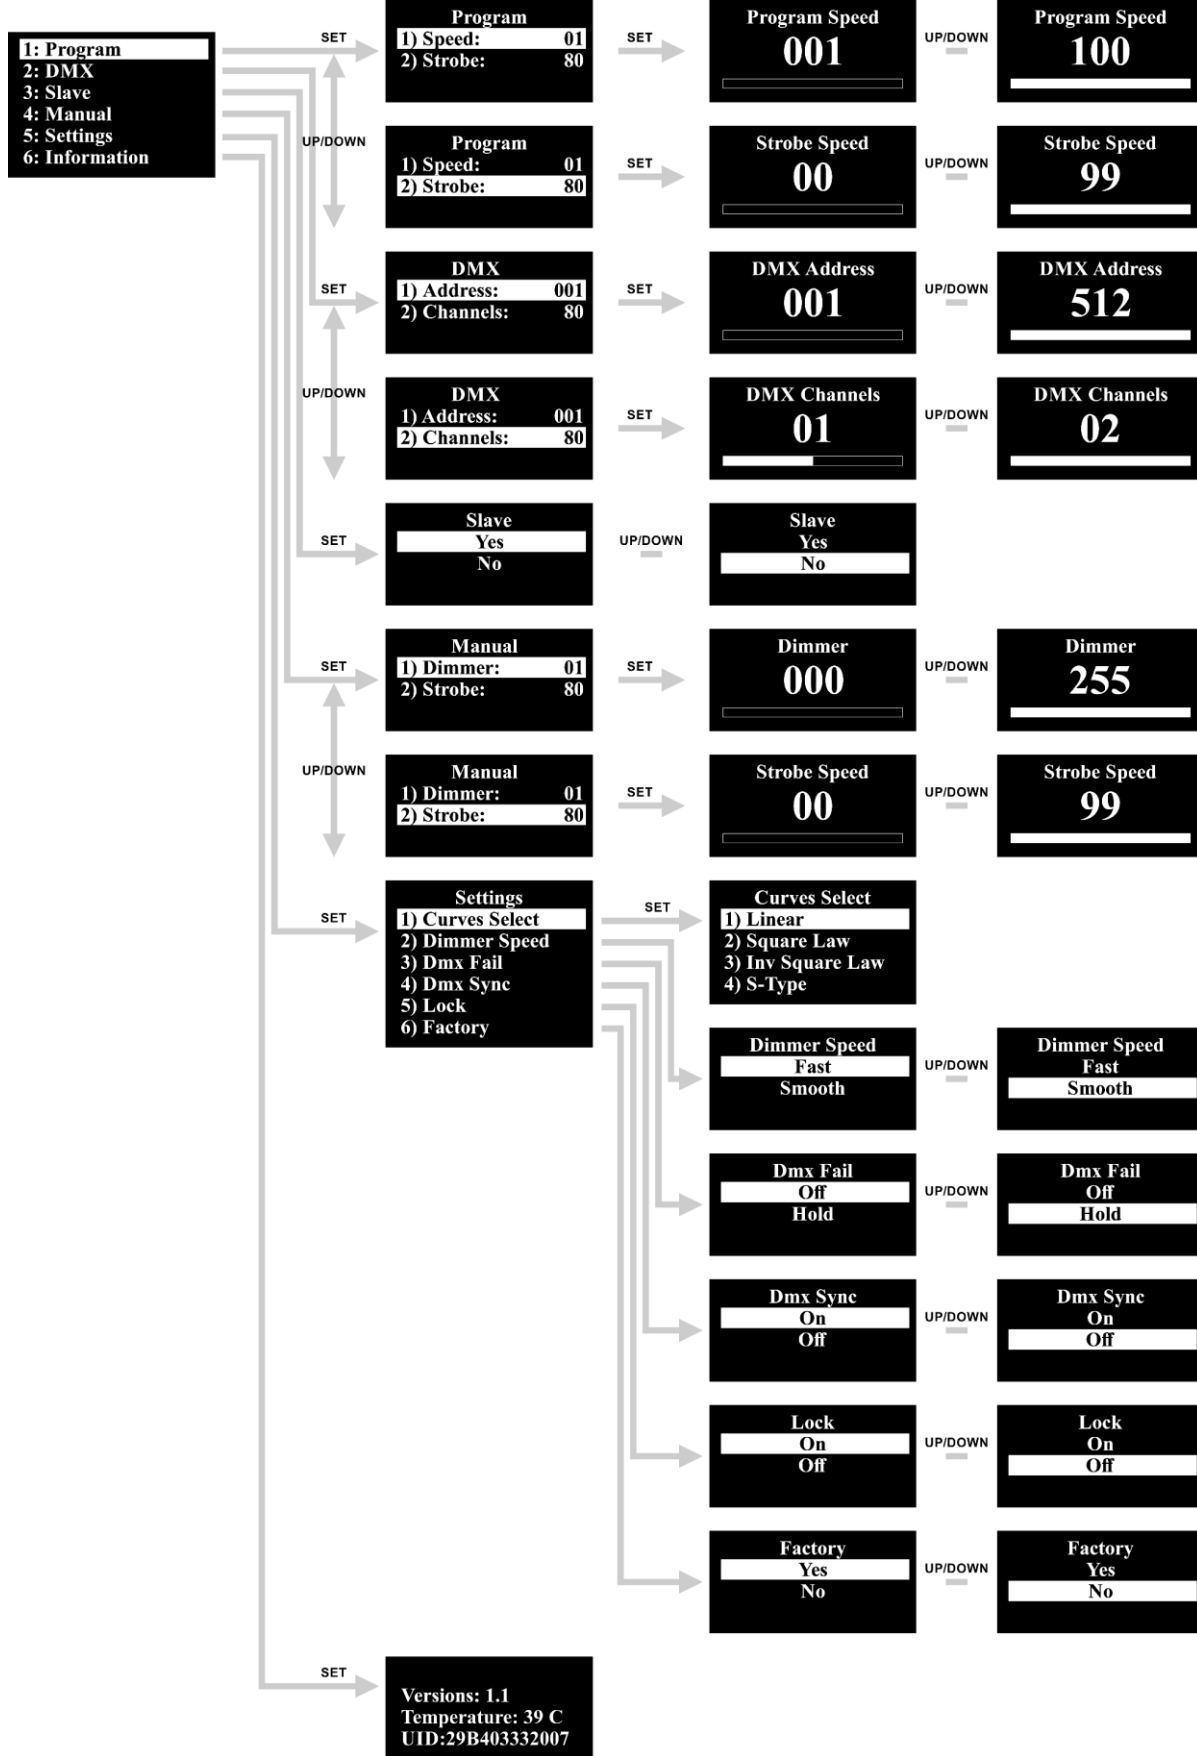 1: Program
2: DMX
3: Slave
4: Manual
5: Settings
6: Information
SET
UP/DOWN
Program
1) Speed: 01
2) Strobe: 80
SET
Program Speed
001
UP/DOWN
Program Speed
100
Program
1) Speed: 01
2) Strobe: 80
SET
Strobe Speed
00
UP/DOWN
Strobe Speed
99
SET
UP/DOWN
DMX
1) Address: 001
2) Channels: 80
SET
DMX Address
001
UP/DOWN
DMX Address
512
DMX
1) Address: 001
2) Channels: 80
SET
DMX Channels
01
UP/DOWN
DMX Channels
02
SET
Slave
Yes
No
UP/DOWN
Slave
Yes
No
SET
UP/DOWN
Manual
1) Dimmer: 01
2) Strobe: 80
SET
Dimmer
000
UP/DOWN
Dimmer
255
Manual
1) Dimmer: 01
2) Strobe: 80
SET
Strobe Speed
00
UP/DOWN
Strobe Speed
99
SET
Settings
1) Curves Select
2) Dimmer Speed
3) Dmx Fail
4) Dmx Sync
5) Lock
6) Factory
SET
Curves Select
1) Linear
2) Square Law
3) Inv Square Law
4) S-Type
Dimmer Speed
Fast
Smooth
UP/DOWN
Dimmer Speed
Fast
Smooth
Dmx Fail
Off
Hold
UP/DOWN
Dmx Fail
Off
Hold
Dmx Sync
On
Off
UP/DOWN
Dmx Sync
On
Off
Lock
On
Off
UP/DOWN
Lock
On
Off
Factory
Yes
No
UP/DOWN
Factory
Yes
No
SET
Versions: 1.1
Temperature: 39 C
UID:29B403332007